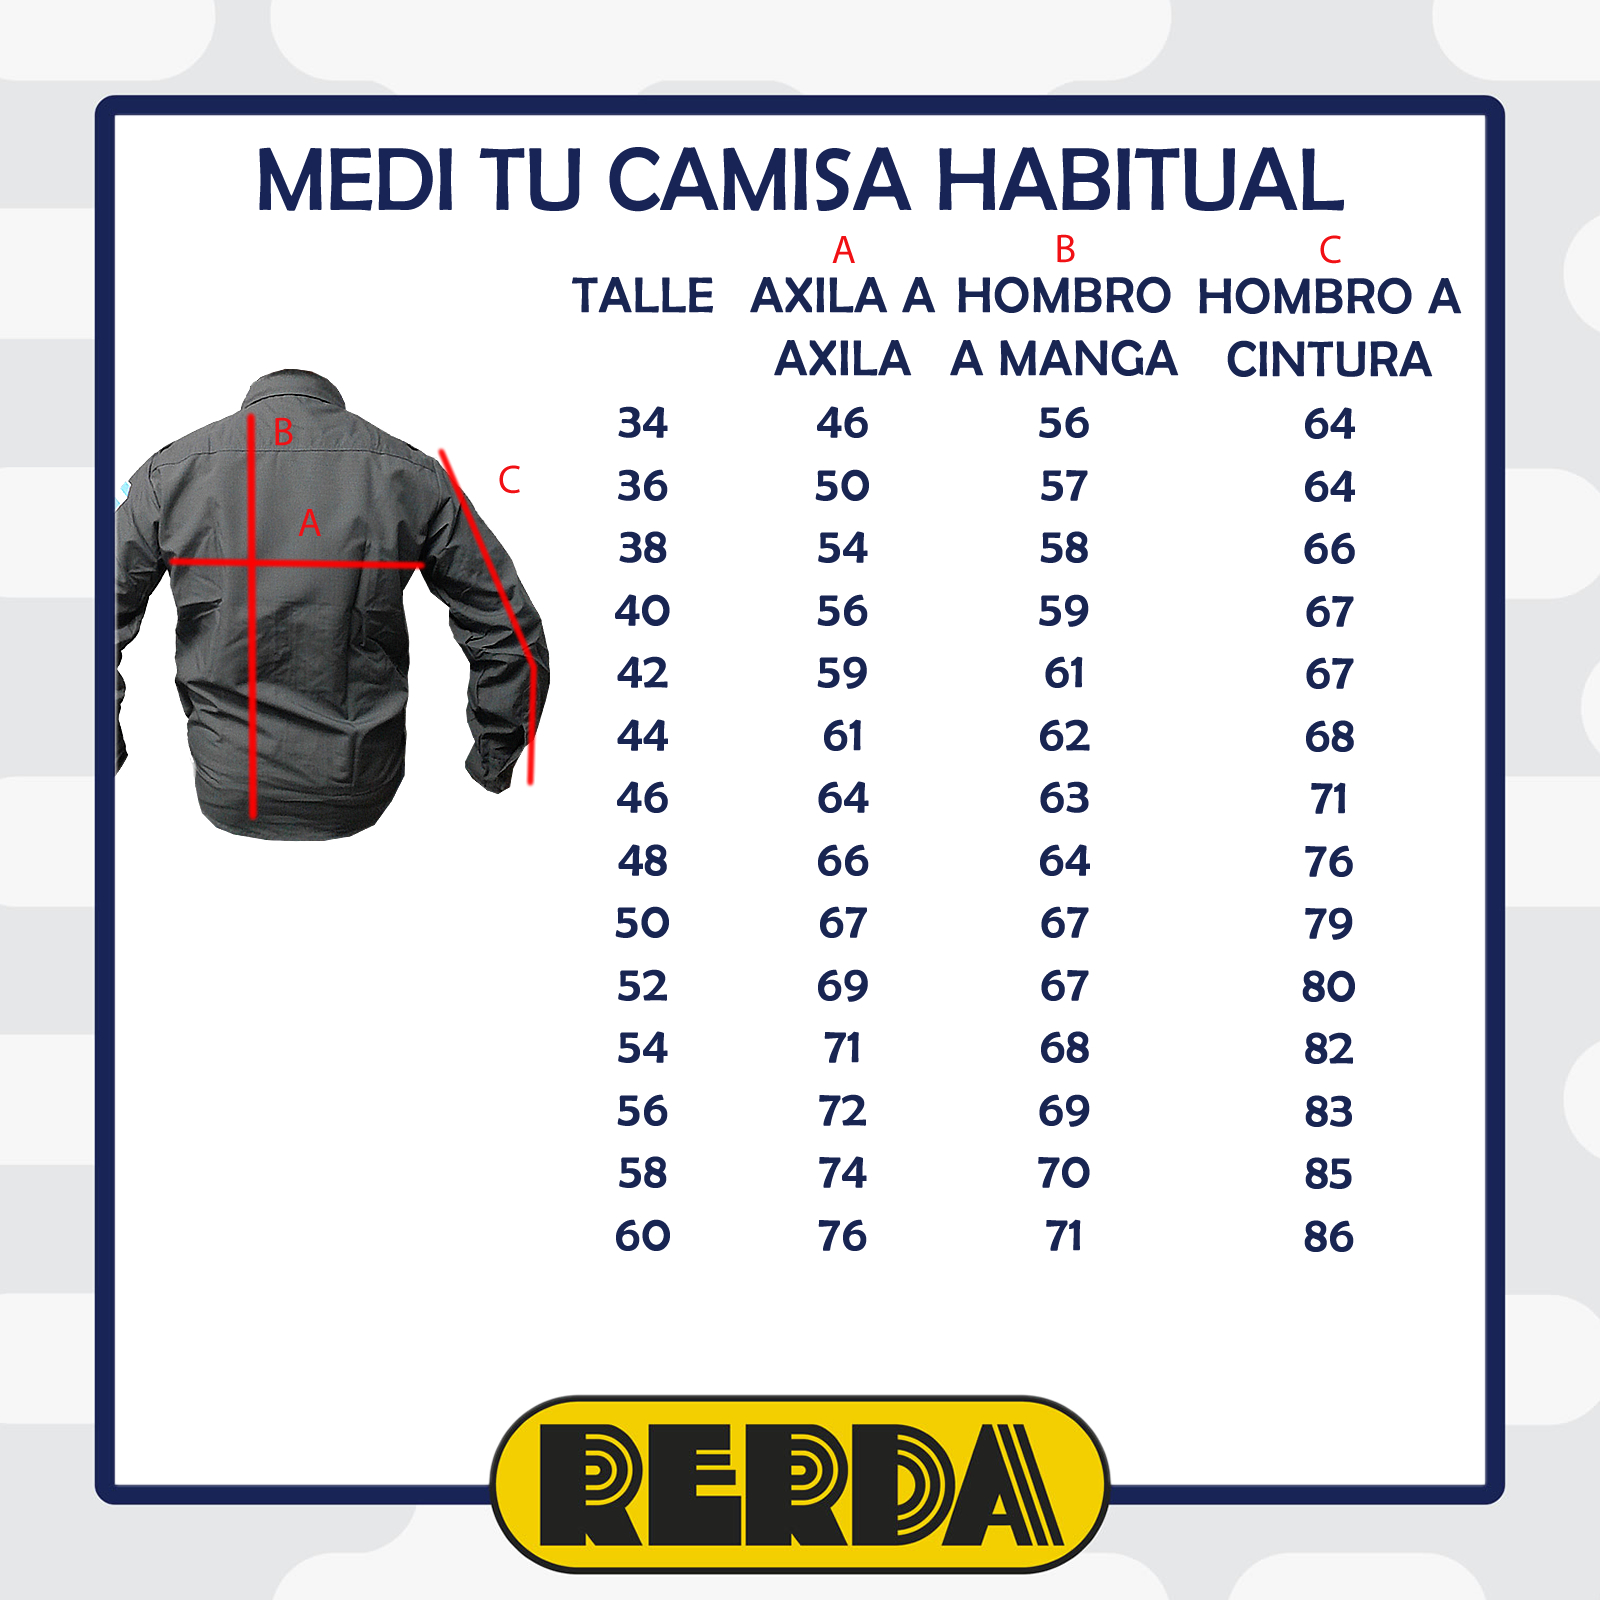 MEDI TU CAMISA HABITUAL
A B C
TALLE AXILA A HOMBRO HOMBRO A
AXILA A MANGA CINTURA
34 46 56 64
36 50 57 64
38 54 58 66
40 56 59 67
42 59 61 67
44 61 62 68
46 64 63 71
48 66 64 76
50 67 67 79
52 69 67 80
54 71 68 82
56 72 69 83
58 74 70 85
60 76 71 86
B
C
A
RERDA